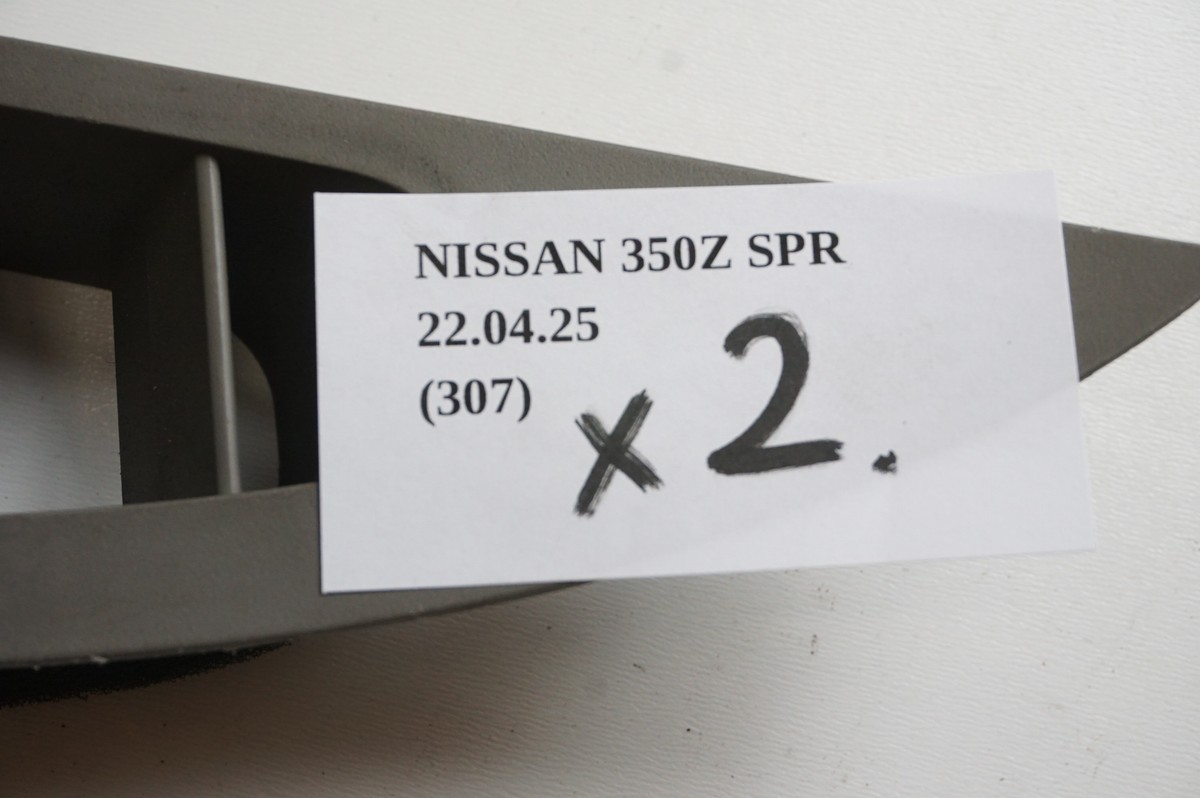 NISSAN 350Z SPR
22.04.25
(307)
x 2.